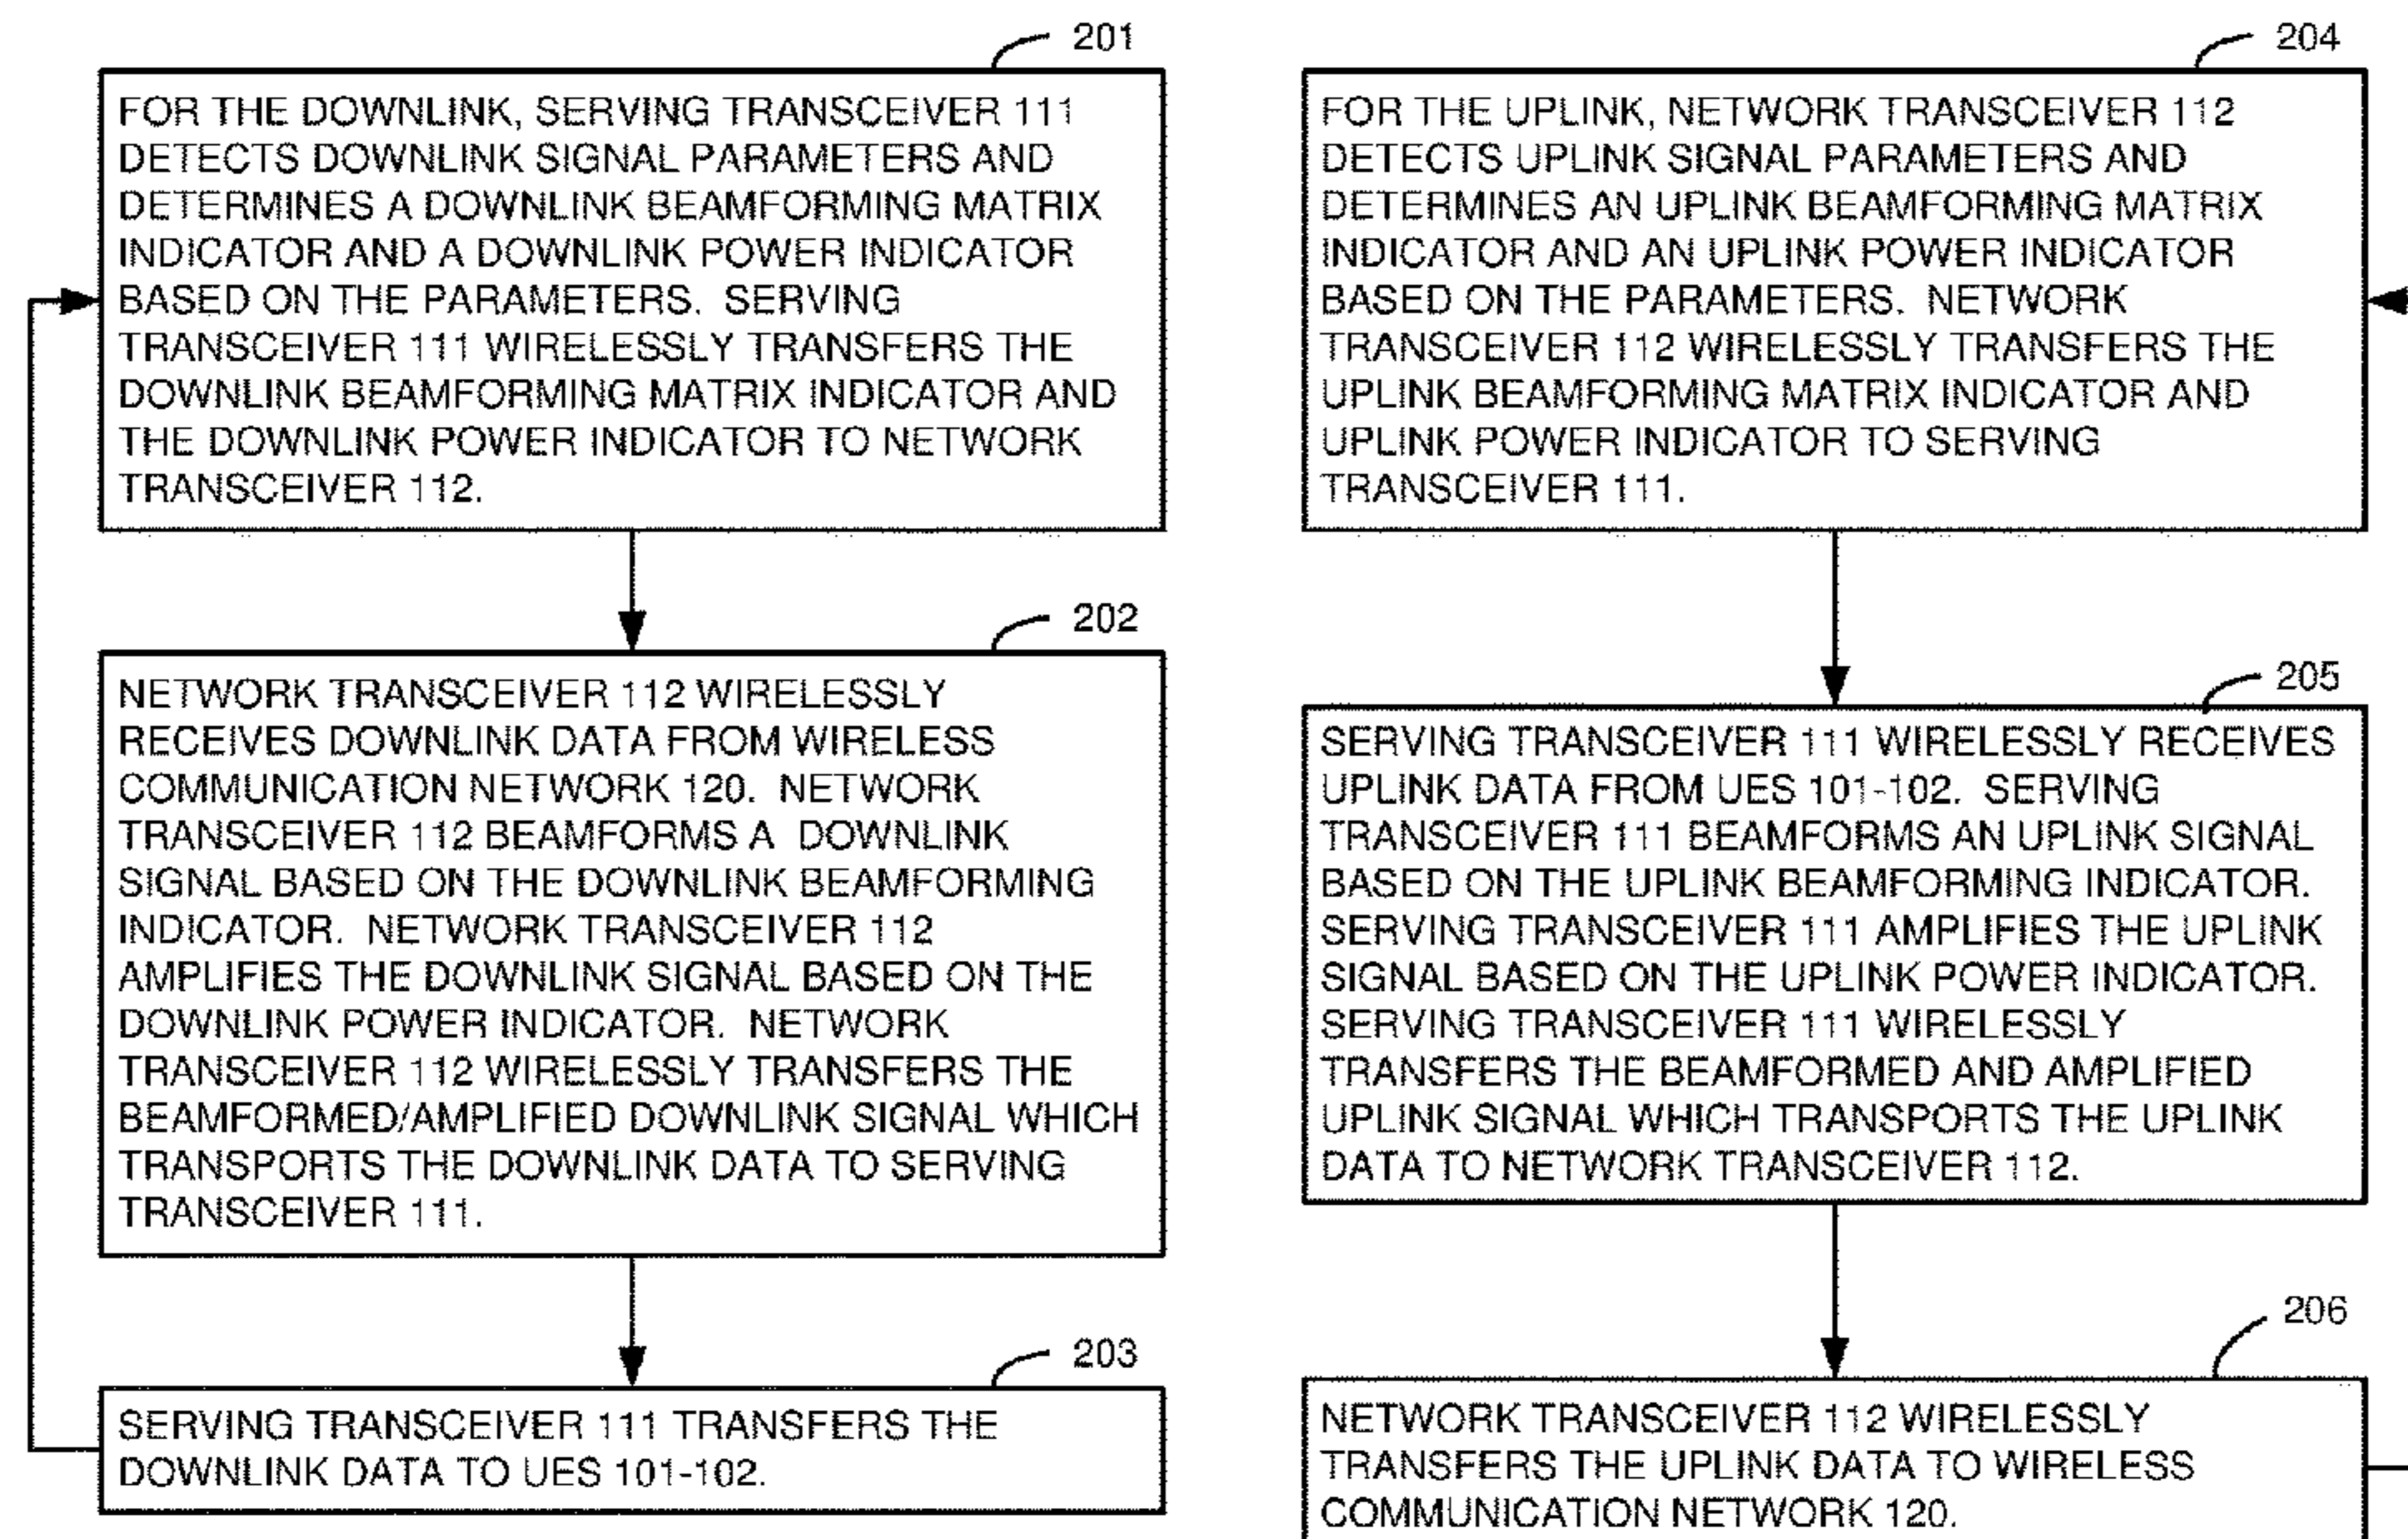 201
FOR THE DOWNLINK, SERVING TRANSCEIVER 111
DETECTS DOWNLINK SIGNAL PARAMETERS AND
DETERMINES A DOWNLINK BEAMFORMING MATRIX
INDICATOR AND A DOWNLINK POWER INDICATOR
BASED ON THE PARAMETERS. SERVING
TRANSCEIVER 111 WIRELESSLY TRANSFERS THE
DOWNLINK BEAMFORMING MATRIX INDICATOR AND
THE DOWNLINK POWER INDICATOR TO NETWORK
TRANSCEIVER 112.
202
NETWORK TRANSCEIVER 112 WIRELESSLY
RECEIVES DOWNLINK DATA FROM WIRELESS
COMMUNICATION NETWORK 120. NETWORK
TRANSCEIVER 112 BEAMFORMS A DOWNLINK
SIGNAL BASED ON THE DOWNLINK BEAMFORMING
INDICATOR. NETWORK TRANSCEIVER 112
AMPLIFIES THE DOWNLINK SIGNAL BASED ON THE
DOWNLINK POWER INDICATOR. NETWORK
TRANSCEIVER 112 WIRELESSLY TRANSFERS THE
BEAMFORMED/AMPLIFIED DOWNLINK SIGNAL WHICH
TRANSPORTS THE DOWNLINK DATA TO SERVING
TRANSCEIVER 111.
203
SERVING TRANSCEIVER 111 TRANSFERS THE
DOWNLINK DATA TO UES 101-102.
204
FOR THE UPLINK, NETWORK TRANSCEIVER 112
DETECTS UPLINK SIGNAL PARAMETERS AND
DETERMINES AN UPLINK BEAMFORMING MATRIX
INDICATOR AND AN UPLINK POWER INDICATOR
BASED ON THE PARAMETERS. NETWORK
TRANSCEIVER 112 WIRELESSLY TRANSFERS THE
UPLINK BEAMFORMING MATRIX INDICATOR AND
UPLINK POWER INDICATOR TO SERVING
TRANSCEIVER 111.
205
SERVING TRANSCEIVER 111 WIRELESSLY RECEIVES
UPLINK DATA FROM UES 101-102. SERVING
TRANSCEIVER 111 BEAMFORMS AN UPLINK SIGNAL
BASED ON THE UPLINK BEAMFORMING INDICATOR.
SERVING TRANSCEIVER 111 AMPLIFIES THE UPLINK
SIGNAL BASED ON THE UPLINK POWER INDICATOR.
SERVING TRANSCEIVER 111 WIRELESSLY
TRANSFERS THE BEAMFORMED AND AMPLIFIED
UPLINK SIGNAL WHICH TRANSPORTS THE UPLINK
DATA TO NETWORK TRANSCEIVER 112.
206
NETWORK TRANSCEIVER 112 WIRELESSLY
TRANSFERS THE UPLINK DATA TO WIRELESS
COMMUNICATION NETWORK 120.